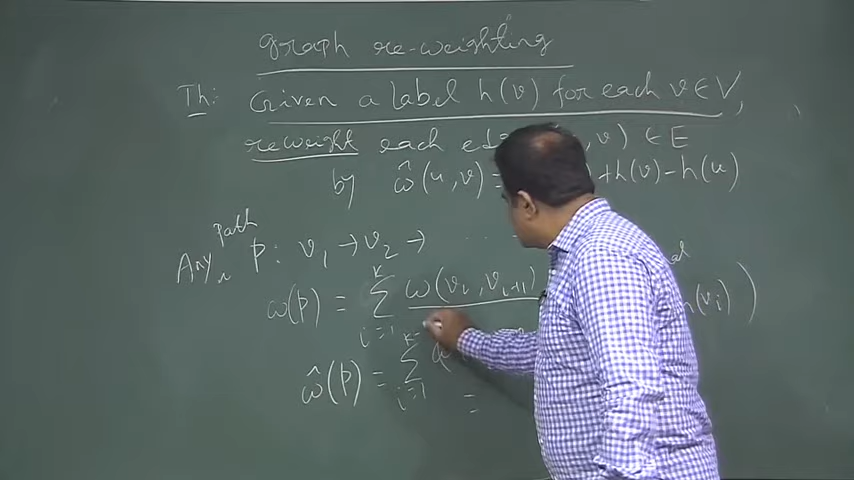 graph re-weighting
Th: Given a label h(v) for each v ∈ V,
reweight each , v) ∈ E
by ŵ(u,v) = +h(v)-h(u)
Any path p: v₁→v₂→ ...
w(p) = Σ w(vᵢ,vᵢ₊₁) h(vᵢ))
i=1
ŵ(p) = Σ
i=1
=